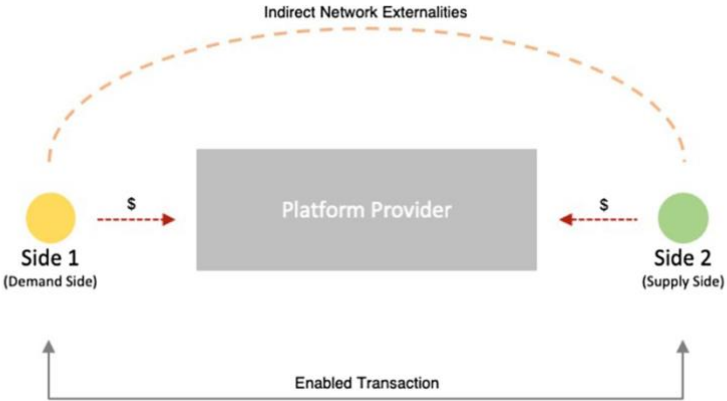 Indirect Network Externalities
$
Platform Provider
$
Side 1
(Demand Side)
Side 2
(Supply Side)
Enabled Transaction